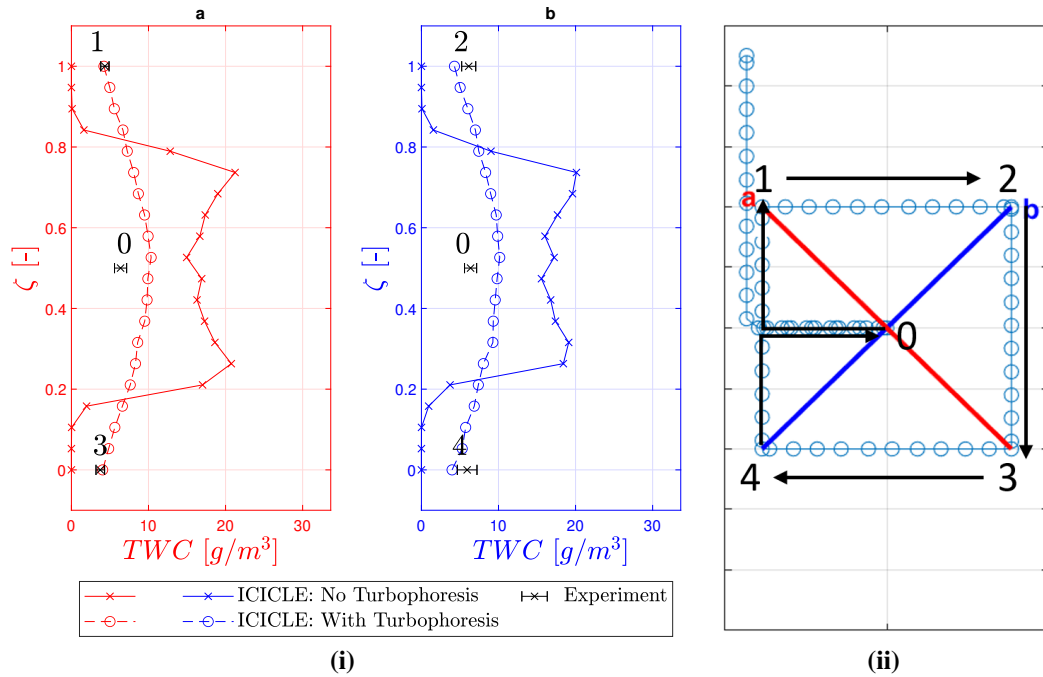 a
b
1
0
3
2
0
4
1
0.8
0.6
0.4
0.2
0
ζ [-]
0
10
20
30
TWC [g/m³]
1
0.8
0.6
0.4
0.2
0
ζ [-]
0
10
20
30
TWC [g/m³]
ICICLE: No Turbophoresis
Experiment
ICICLE: With Turbophoresis
(i)
1
2
a
b
0
4
3
(ii)